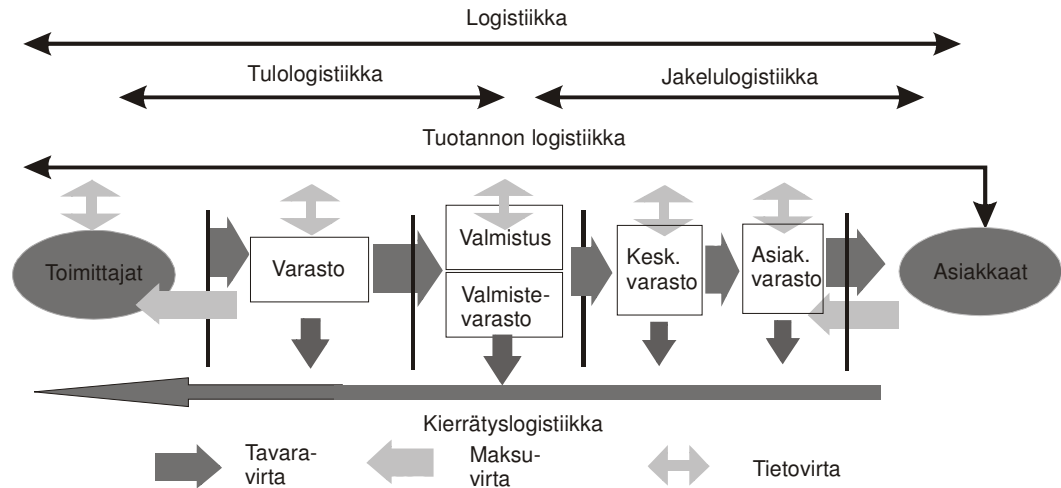 Logistiikka
Tulologistiikka
Jakelulogistiikka
Tuotannon logistiikka
Toimittajat
Varasto
Valmistus
Valmiste-
varasto
Kesk.
varasto
Asiak.
varasto
Asiakkaat
Kierrätyslogistiikka
Tavara-
virta
Maksu-
virta
Tietovirta